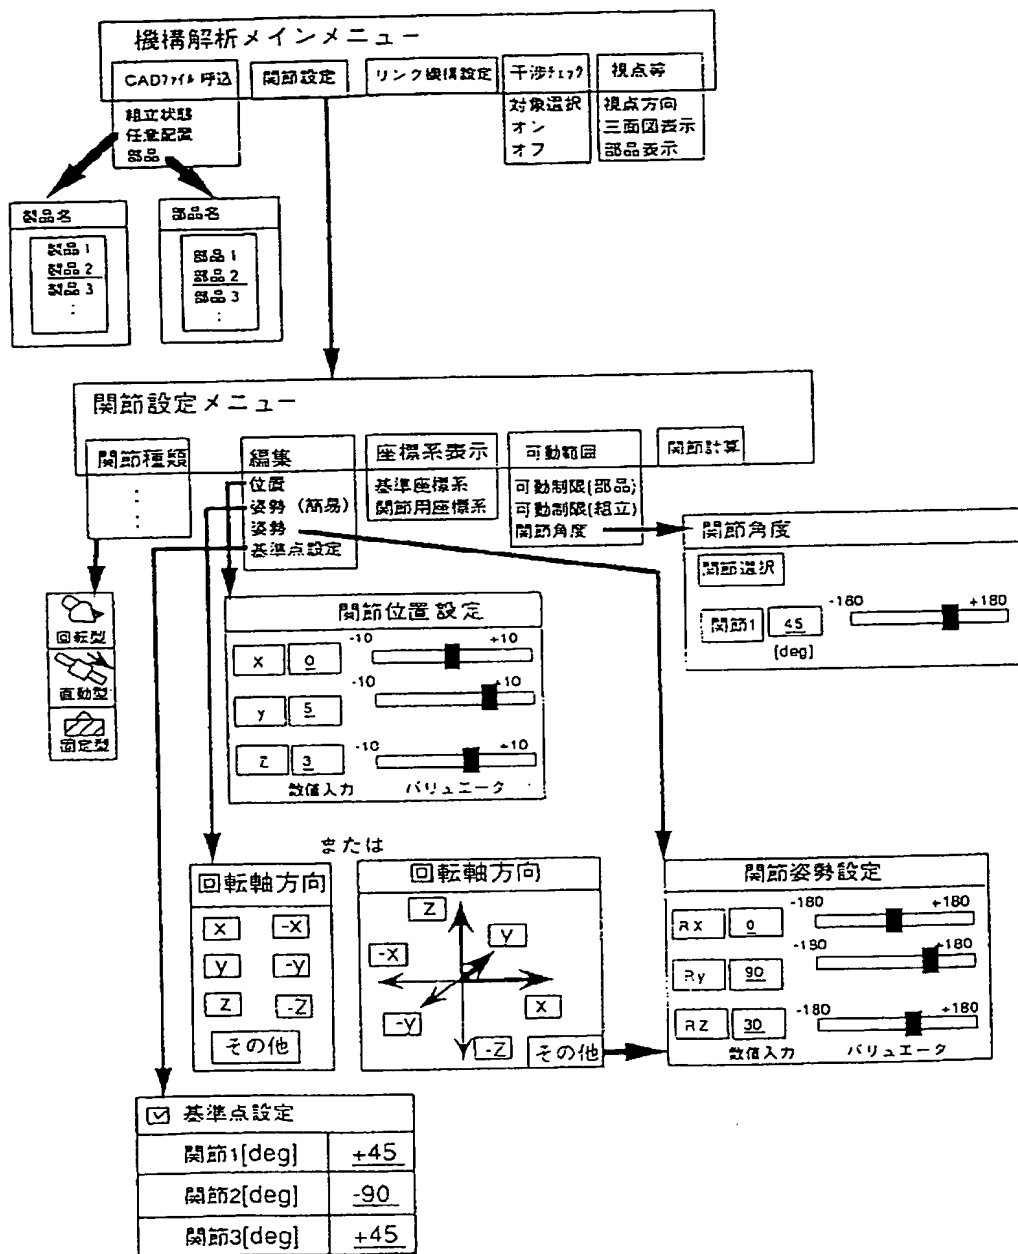 機構解析メインメニュー
CADファイル呼込
関節設定
リンク機構設定
干渉チェック
視点等
組立状態
任意配置
部品
対象選択
オン
オフ
視点方向
三面図表示
部品表示
製品名
製品1
製品2
製品3
⋮
部品名
部品1
部品2
部品3
⋮
関節設定メニュー
関節種類
⋮
編集
位置
姿勢 (簡易)
姿勢
基準点設定
座標系表示
基準座標系
関節用座標系
可動範囲
可動制限(部品)
可動制限(組立)
関節角度
関節計算
関節角度
関節選択
関節1 45 -180 +180
[deg]
回転型
直動型
固定型
関節位置設定
x 0 -10 +10
y 5 -10 +10
z 3 -10 +10
数値入力 バリュエータ
または
回転軸方向
x -x
y -y
z -z
その他
回転軸方向
z
y
-x
x
-y
-z
その他
関節姿勢設定
RX 0 -180 +180
Ry 90 -180 +180
RZ 30 -180 +180
数値入力 バリュエータ
基準点設定
関節1[deg] +45
関節2[deg] -90
関節3[deg] +45